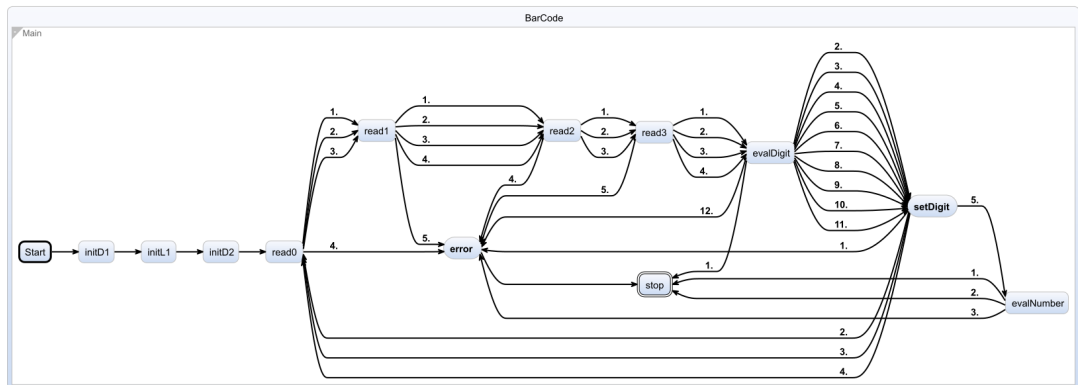 BarCode
Main
2.
3.
4.
5.
6.
7.
8.
9.
10.
11.
1.
2.
3.
read1
1.
2.
3.
4.
read2
1.
2.
3.
read3
1.
2.
3.
4.
evalDigit
4.
5.
12.
setDigit
5.
1.
Start
initD1
initL1
initD2
read0
4.
5.
error
1.
stop
1.
2.
3.
evalNumber
2.
3.
4.